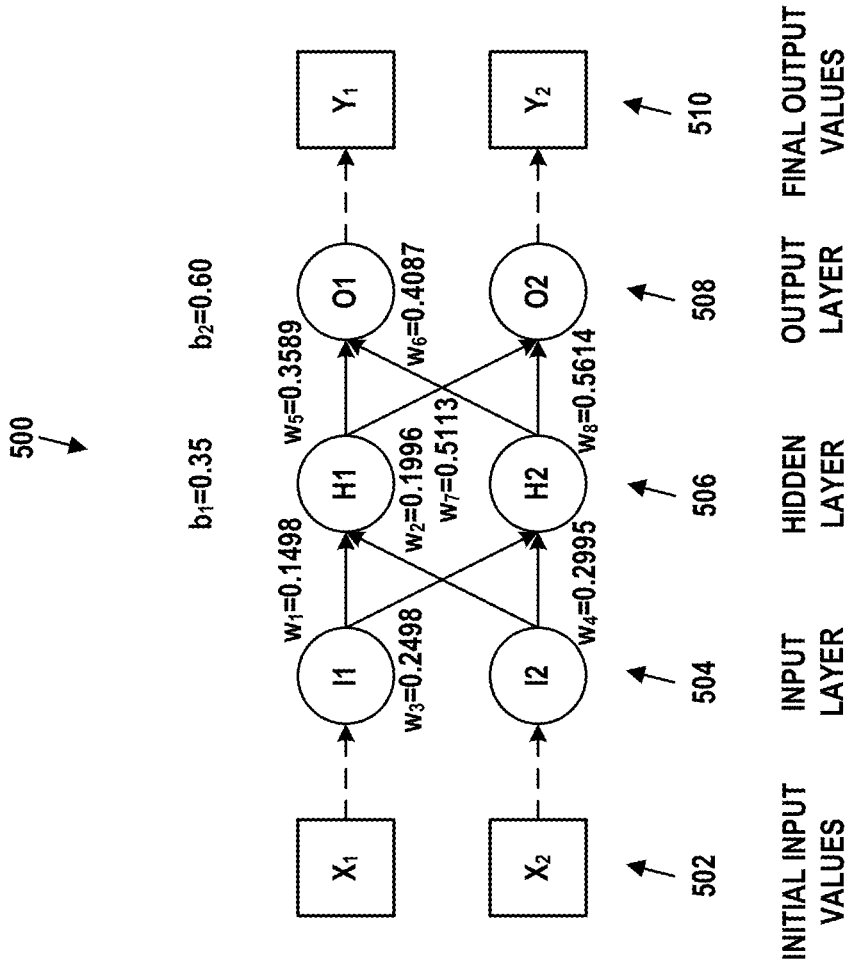 500
b₁=0.35
b₂=0.60
w₁=0.1498
w₅=0.3589
X₁
I1
H1
O1
Y₁
w₃=0.2498
w₂=0.1996
w₆=0.4087
w₇=0.5113
X₂
I2
H2
O2
Y₂
w₄=0.2995
w₈=0.5614
502
504
506
508
510
INITIAL INPUT
VALUES
INPUT
LAYER
HIDDEN
LAYER
OUTPUT
LAYER
FINAL OUTPUT
VALUES